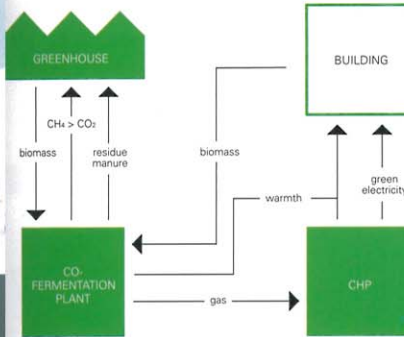 GREENHOUSE
BUILDING
CH₄ > CO₂
biomass
residue
manure
biomass
green
electricity
warmth
CO-
FERMENTATION
PLANT
gas
CHP